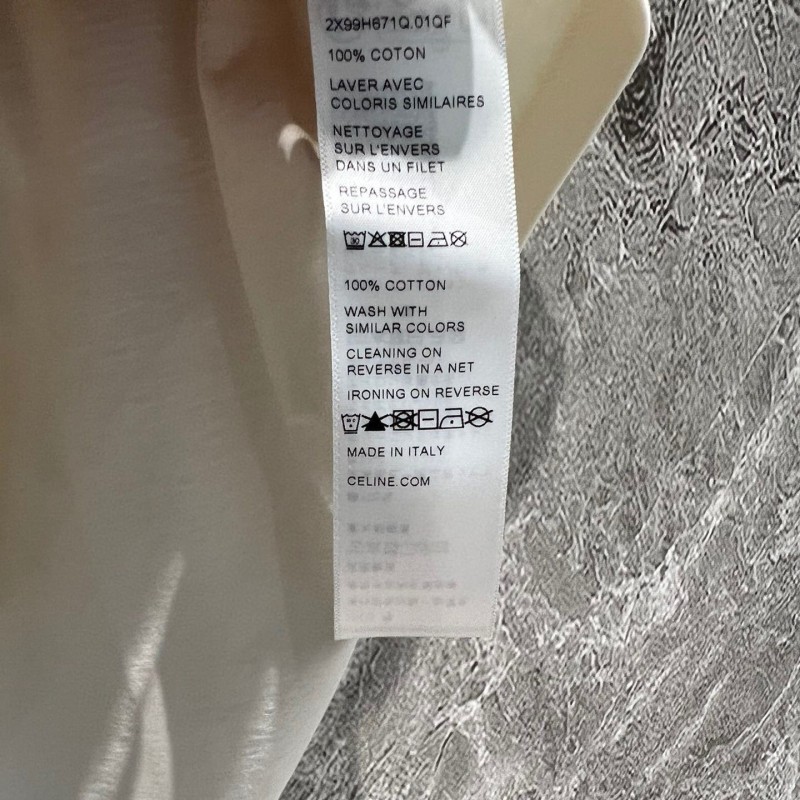 2X99H671Q.01QF
100% COTON
LAVER AVEC
COLORIS SIMILAIRES
NETTOYAGE
SUR L'ENVERS
DANS UN FILET
REPASSAGE
SUR L'ENVERS
100% COTTON
WASH WITH
SIMILAR COLORS
CLEANING ON
REVERSE IN A NET
IRONING ON REVERSE
MADE IN ITALY
CELINE.COM